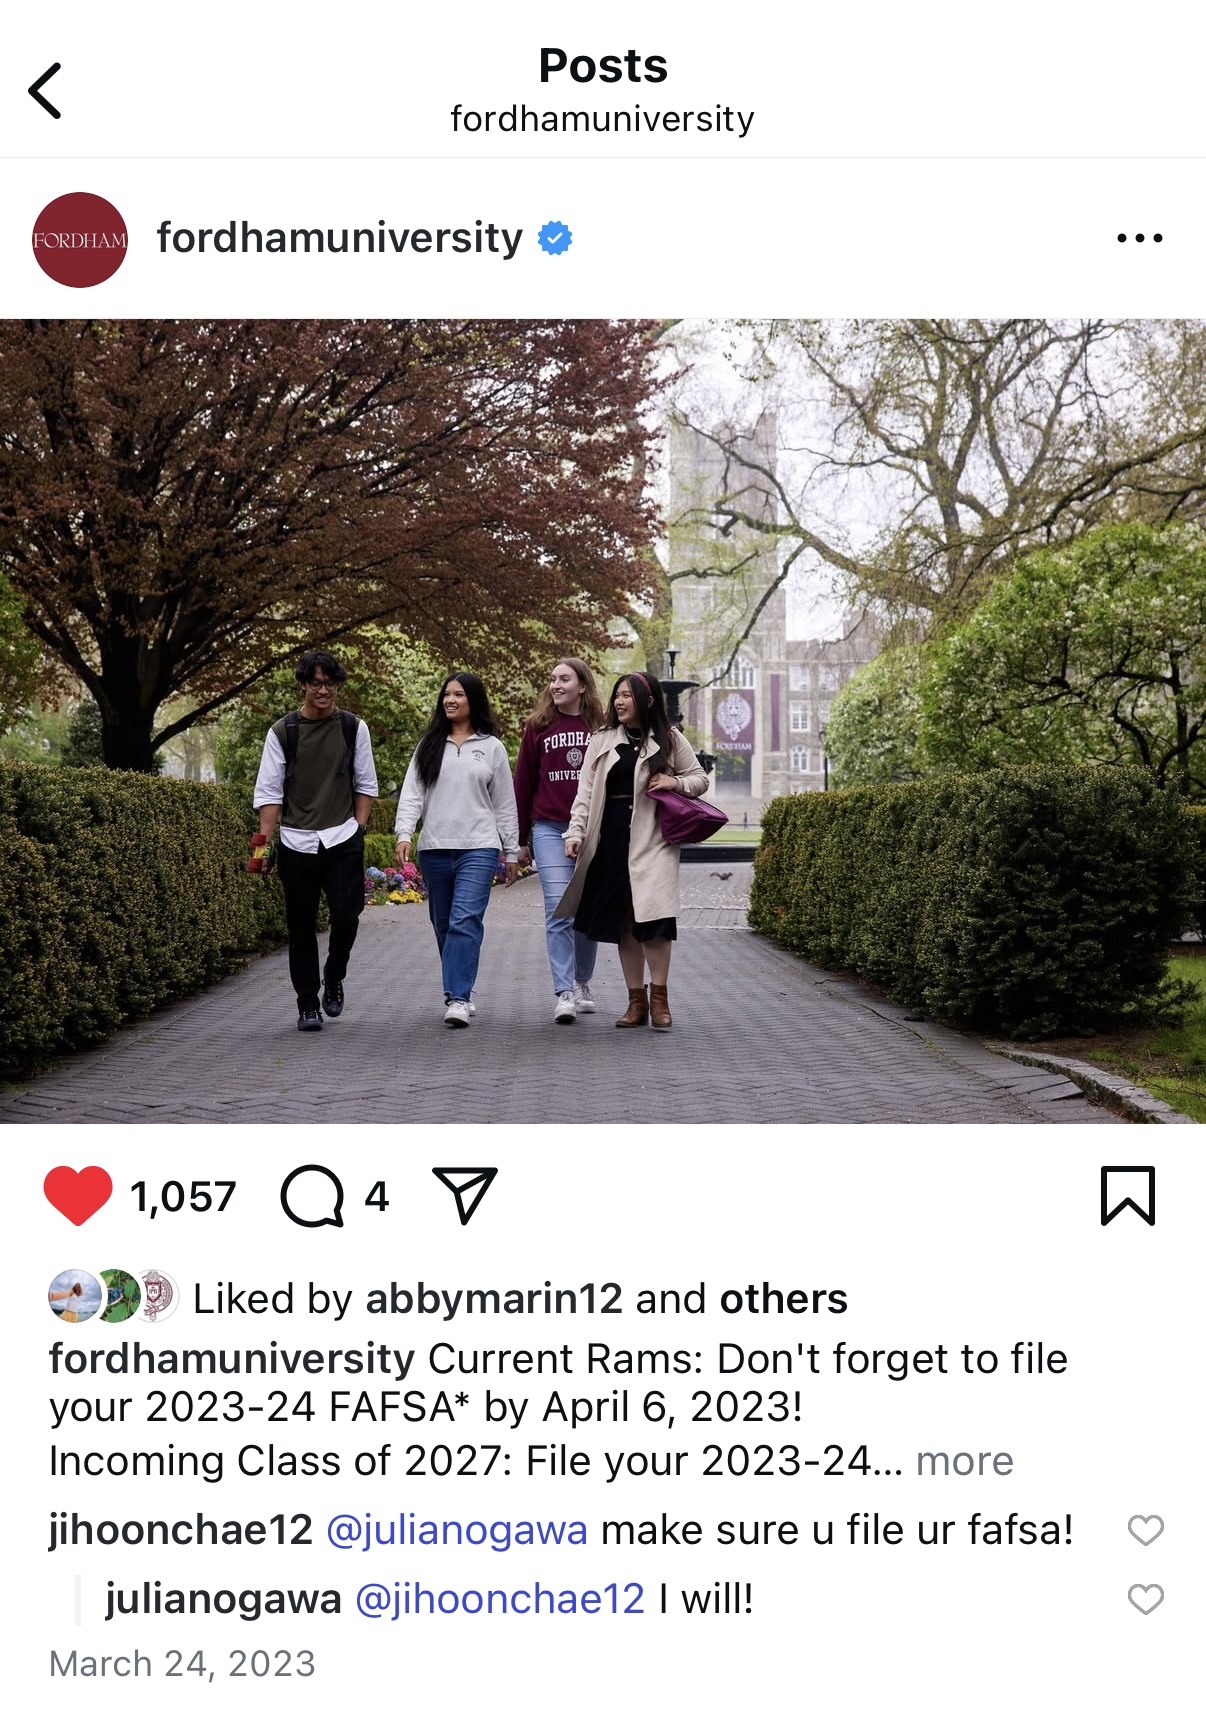 Posts
fordhamuniversity
FORDHAM
fordhamuniversity
FORDHA
UNIVER
FORDHAM
1,057
4
Liked by abbymarin12 and others
fordhamuniversity Current Rams: Don't forget to file
your 2023-24 FAFSA* by April 6, 2023!
Incoming Class of 2027: File your 2023-24... more
jihoonchae12 @julianogawa make sure u file ur fafsa!
julianogawa @jihoonchae12 I will!
March 24, 2023